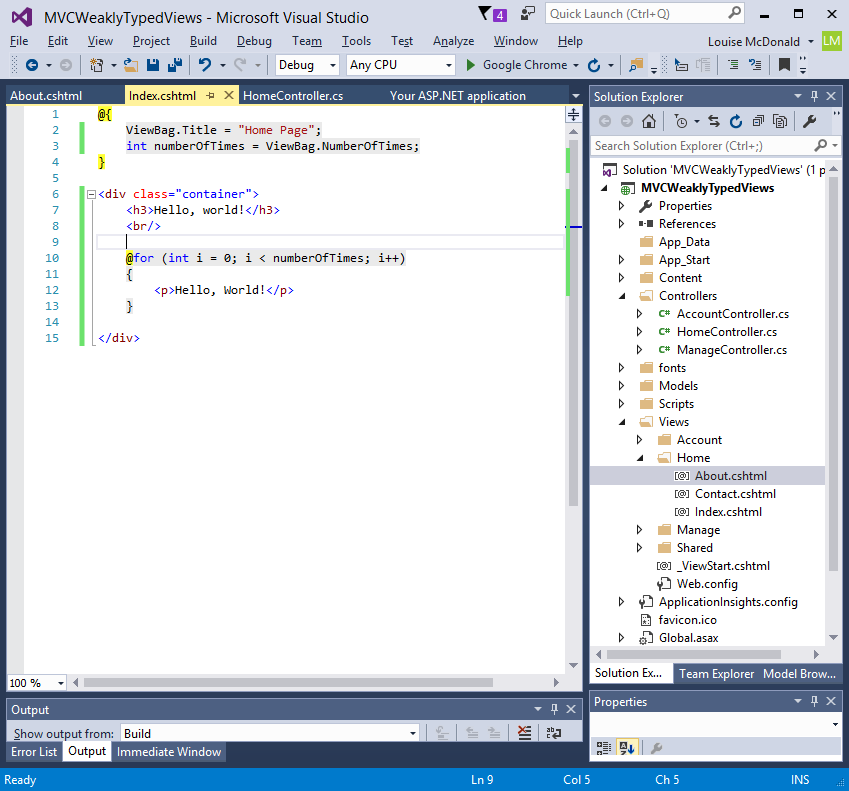 MVCWeaklyTypedViews - Microsoft Visual Studio
4
Quick Launch (Ctrl+Q)
File Edit View Project Build Debug Team Tools Test Analyze Window Help
Louise McDonald LM
Debug Any CPU Google Chrome
About.cshtml Index.cshtml HomeController.cs Your ASP.NET application
1 @{
2 ViewBag.Title = "Home Page";
3 int numberOfTimes = ViewBag.NumberOfTimes;
4 }
5
6 <div class="container">
7 <h3>Hello, world!</h3>
8 <br/>
9
10 @for (int i = 0; i < numberOfTimes; i++)
11 {
12 <p>Hello, World!</p>
13 }
14
15 </div>
100 %
Output
Show output from: Build
Error List Output Immediate Window
Solution Explorer
Search Solution Explorer (Ctrl+;)
Solution 'MVCWeaklyTypedViews' (1 p
MVCWeaklyTypedViews
Properties
References
App_Data
App_Start
Content
Controllers
C# AccountController.cs
C# HomeController.cs
C# ManageController.cs
fonts
Models
Scripts
Views
Account
Home
[@] About.cshtml
[@] Contact.cshtml
[@] Index.cshtml
Manage
Shared
[@] _ViewStart.cshtml
Web.config
ApplicationInsights.config
favicon.ico
Global.asax
Solution Ex... Team Explorer Model Brow...
Properties
Ready Ln 9 Col 5 Ch 5 INS